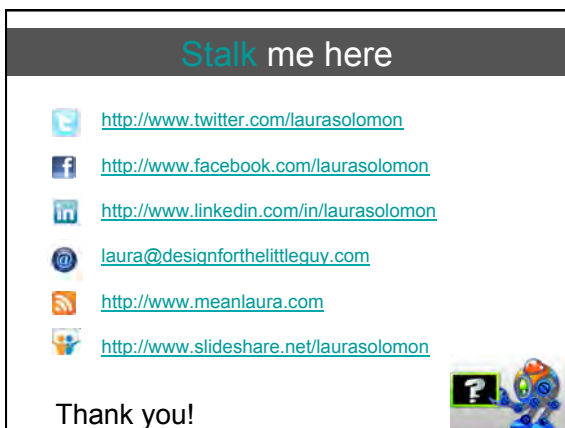 Stalk me here
http://www.twitter.com/laurasolomon
http://www.facebook.com/laurasolomon
http://www.linkedin.com/in/laurasolomon
laura@designforthelittleguy.com
http://www.meanlaura.com
http://www.slideshare.net/laurasolomon
?
Thank you!